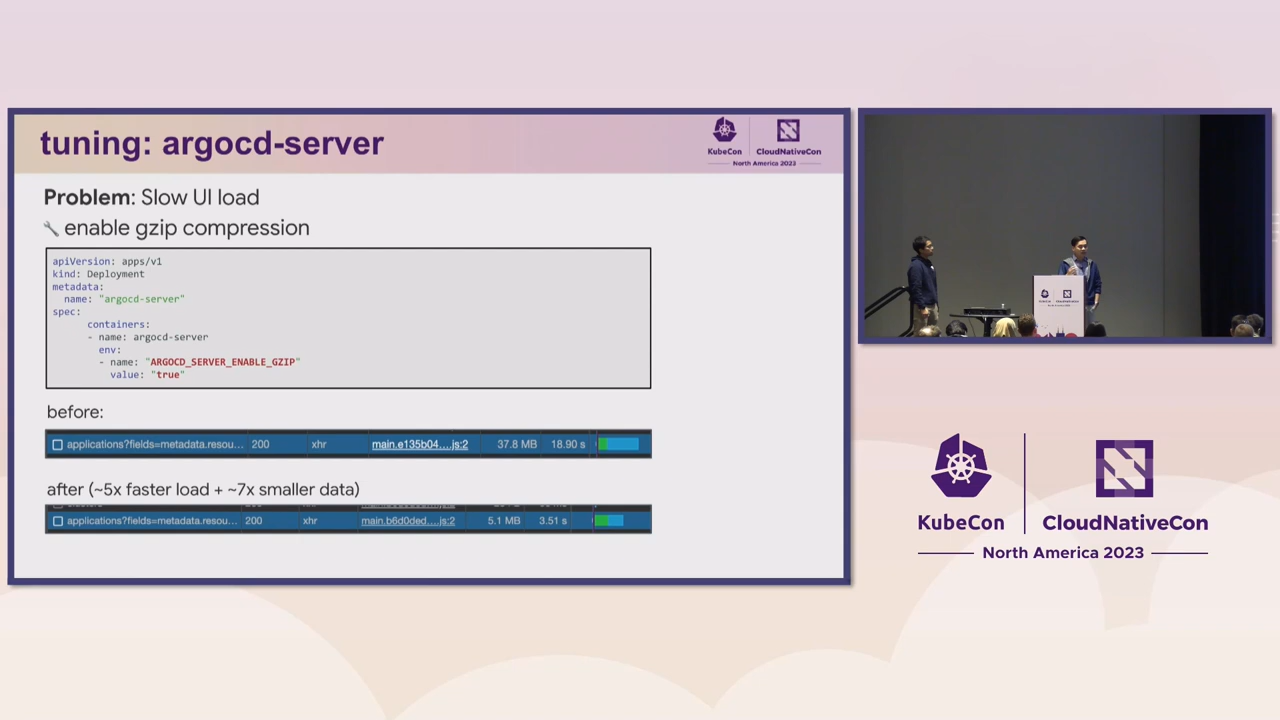 tuning: argocd-server
KubeCon
CloudNativeCon
North America 2023
Problem: Slow UI load
enable gzip compression
apiVersion: apps/v1
kind: Deployment
metadata:
name: "argocd-server"
spec:
containers:
- name: argocd-server
env:
- name: "ARGOCD_SERVER_ENABLE_GZIP"
value: "true"
before:
applications?fields=metadata.resou... 200 xhr main.e135b04....js:2 37.8 MB 18.90 s
after (~5x faster load + ~7x smaller data)
applications?fields=metadata.resou... 200 xhr main.b6d0ded....js:2 5.1 MB 3.51 s
KubeCon
CloudNativeCon
North America 2023